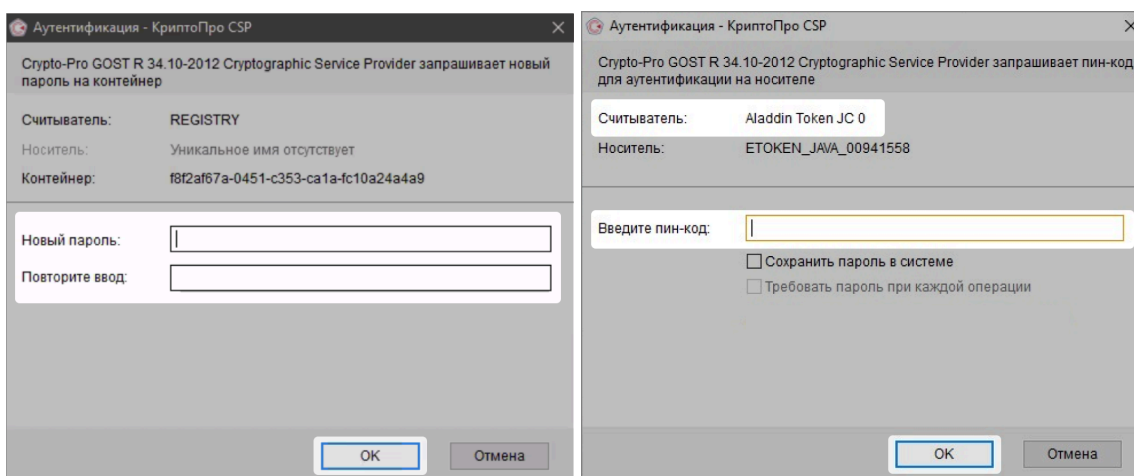 Аутентификация - КриптоПро CSP
Crypto-Pro GOST R 34.10-2012 Cryptographic Service Provider запрашивает новый
пароль на контейнер
Считыватель: REGISTRY
Носитель: Уникальное имя отсутствует
Контейнер: f8f2af67a-0451-c353-ca1a-fc10a24a4a9
Новый пароль:
Повторите ввод:
OK Отмена
Аутентификация - КриптоПро CSP
Crypto-Pro GOST R 34.10-2012 Cryptographic Service Provider запрашивает пин-код
для аутентификации на носителе
Считыватель: Aladdin Token JC 0
Носитель: ETOKEN_JAVA_00941558
Введите пин-код:
Сохранить пароль в системе
Требовать пароль при каждой операции
OK Отмена